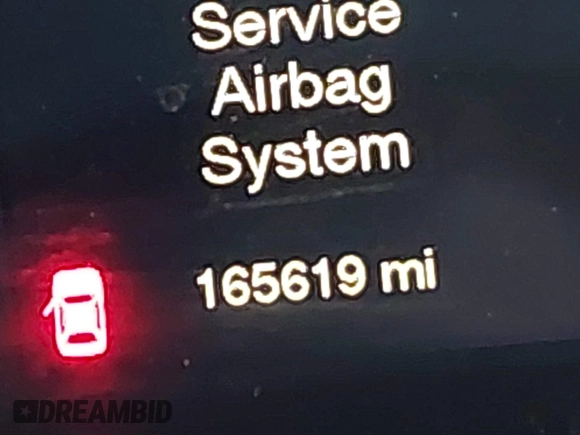 Service
Airbag
System
165619 mi
DREAMBID